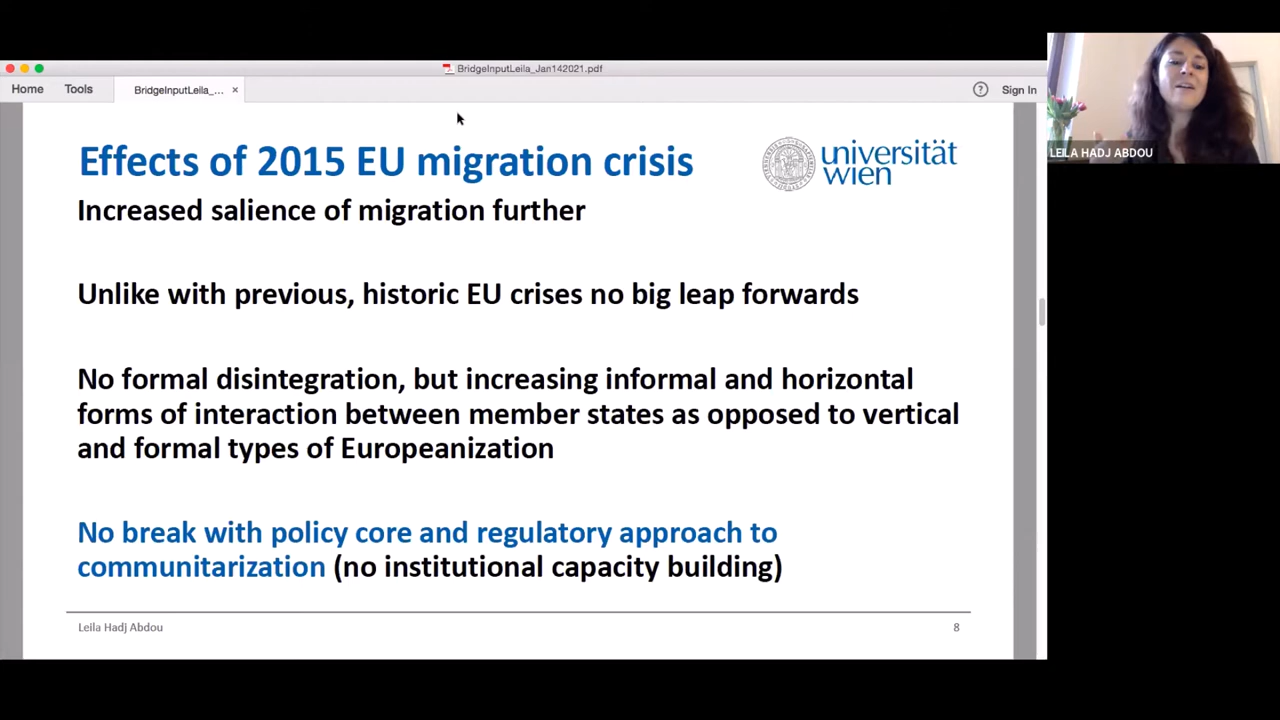 BridgeInputLeila_Jan142021.pdf
Home Tools BridgeInputLeila_... × ? Sign In
Effects of 2015 EU migration crisis
universität
wien
Increased salience of migration further
Unlike with previous, historic EU crises no big leap forwards
No formal disintegration, but increasing informal and horizontal
forms of interaction between member states as opposed to vertical
and formal types of Europeanization
No break with policy core and regulatory approach to
communitarization (no institutional capacity building)
Leila Hadj Abdou 8
LEILA HADJ ABDOU